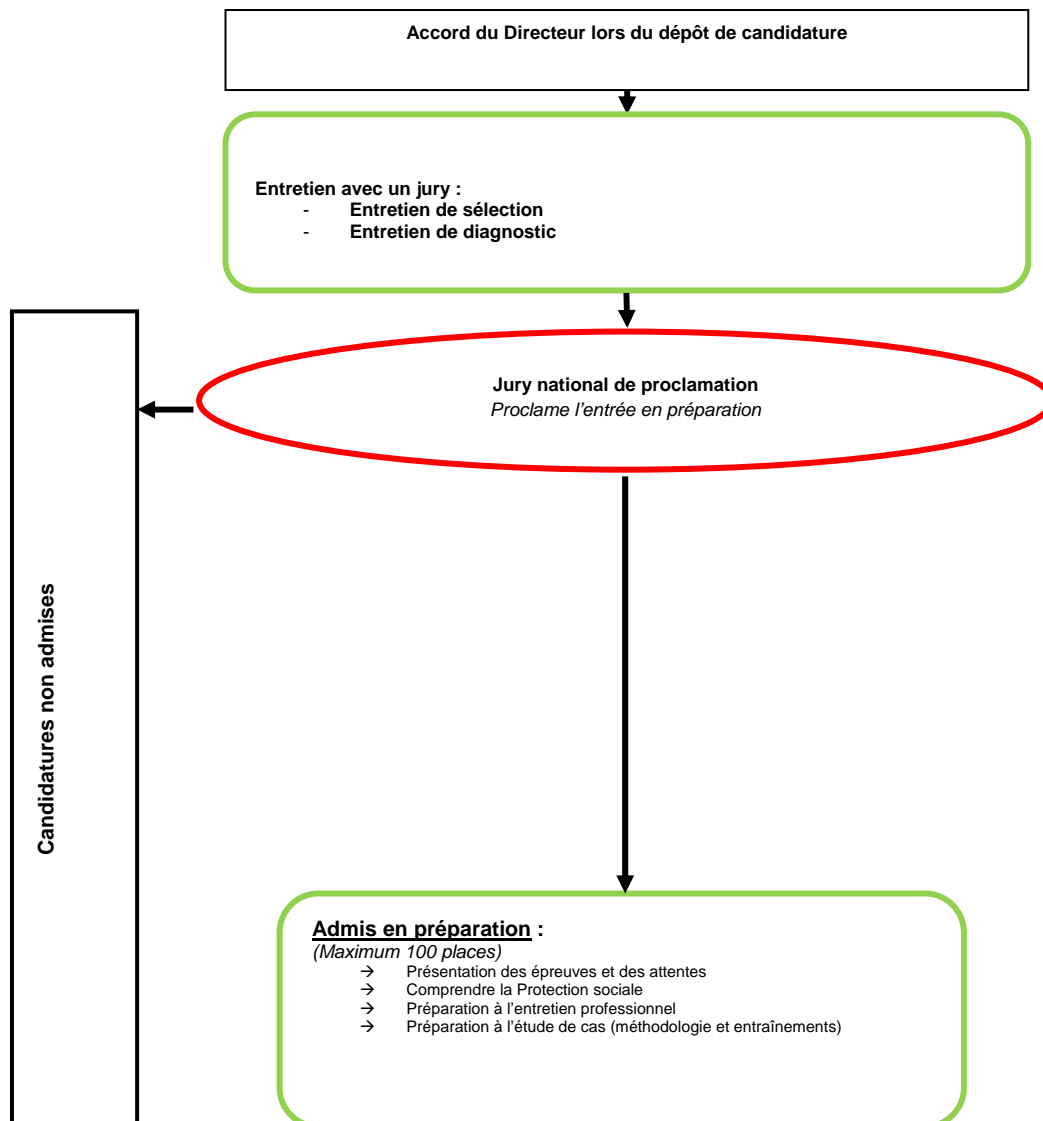 Accord du Directeur lors du dépôt de candidature
Entretien avec un jury :
- Entretien de sélection
- Entretien de diagnostic
Jury national de proclamation
Proclame l'entrée en préparation
Candidatures non admises
Admis en préparation :
(Maximum 100 places)
→ Présentation des épreuves et des attentes
→ Comprendre la Protection sociale
→ Préparation à l'entretien professionnel
→ Préparation à l'étude de cas (méthodologie et entraînements)